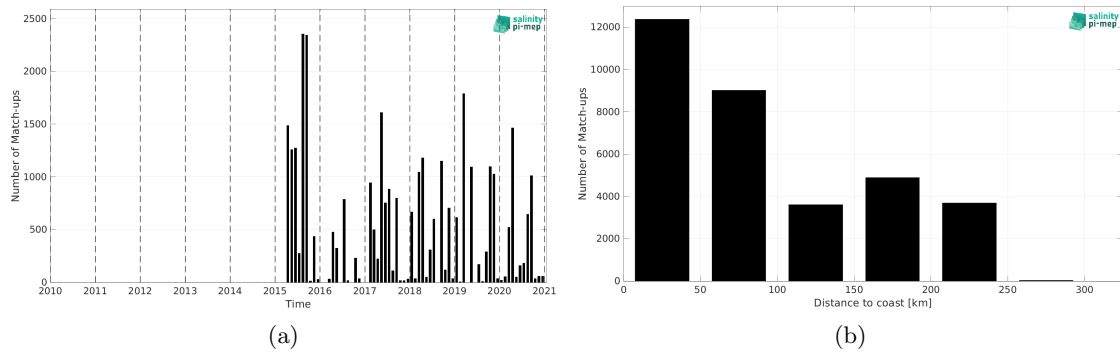 2500
2000
1500
1000
500
0
Number of Match-ups
2010 2011 2012 2013 2014 2015 2016 2017 2018 2019 2020 2021
Time
salinity
pi-mep
(a)
12000
10000
8000
6000
4000
2000
0
Number of Match-ups
0 50 100 150 200 250 300
Distance to coast [km]
salinity
pi-mep
(b)